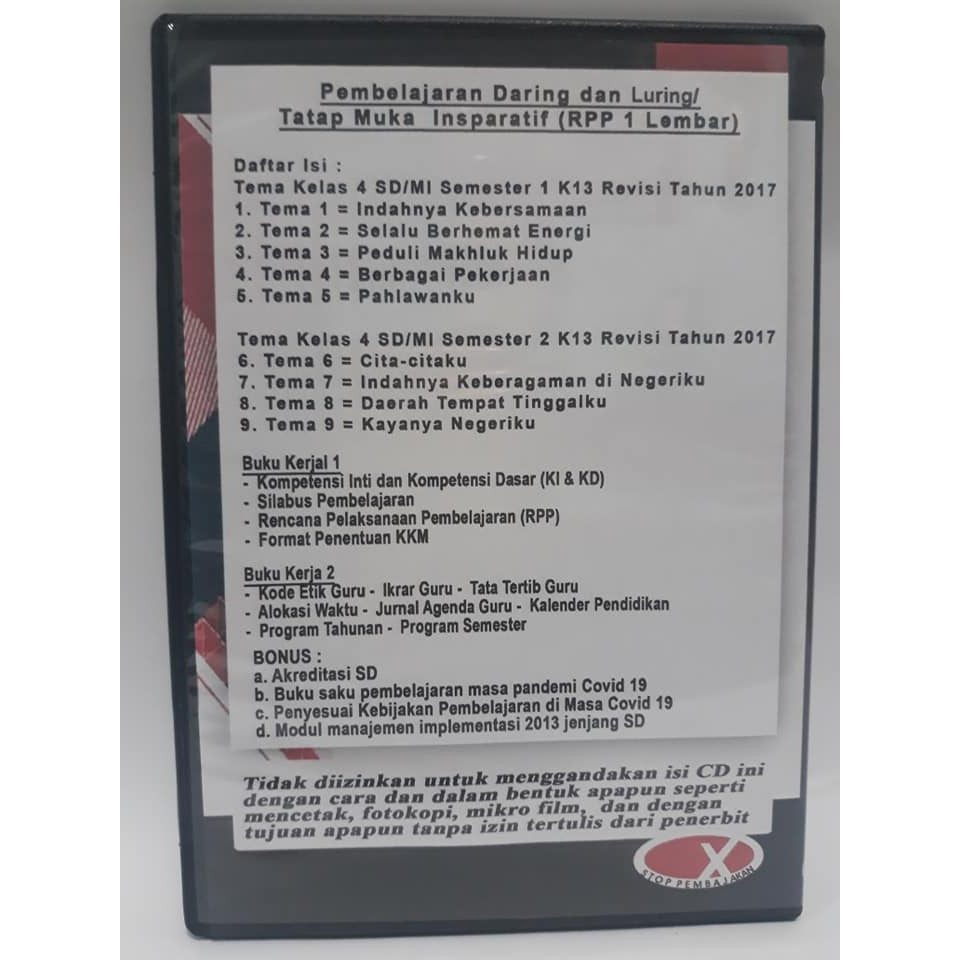 Pembelajaran Daring dan Luring/
Tatap Muka Insparatif (RPP 1 Lembar)
Daftar Isi :
Tema Kelas 4 SD/MI Semester 1 K13 Revisi Tahun 2017
1. Tema 1 = Indahnya Kebersamaan
2. Tema 2 = Selalu Berhemat Energi
3. Tema 3 = Peduli Makhluk Hidup
4. Tema 4 = Berbagai Pekerjaan
5. Tema 5 = Pahlawanku
Tema Kelas 4 SD/MI Semester 2 K13 Revisi Tahun 2017
6. Tema 6 = Cita-citaku
7. Tema 7 = Indahnya Keberagaman di Negeriku
8. Tema 8 = Daerah Tempat Tinggalku
9. Tema 9 = Kayanya Negeriku
Buku Kerjal 1
- Kompetensi Inti dan Kompetensi Dasar (KI & KD)
- Silabus Pembelajaran
- Rencana Pelaksanaan Pembelajaran (RPP)
- Format Penentuan KKM
Buku Kerja 2
- Kode Etik Guru - Ikrar Guru - Tata Tertib Guru
- Alokasi Waktu - Jurnal Agenda Guru - Kalender Pendidikan
- Program Tahunan - Program Semester
BONUS :
a. Akreditasi SD
b. Buku saku pembelajaran masa pandemi Covid 19
c. Penyesuai Kebijakan Pembelajaran di Masa Covid 19
d. Modul manajemen implementasi 2013 jenjang SD
Tidak diizinkan untuk menggandakan isi CD ini
dengan cara dan dalam bentuk apapun seperti
mencetak, fotokopi, mikro film, dan dengan
tujuan apapun tanpa izin tertulis dari penerbit
X
STOP PEMBAJAKAN